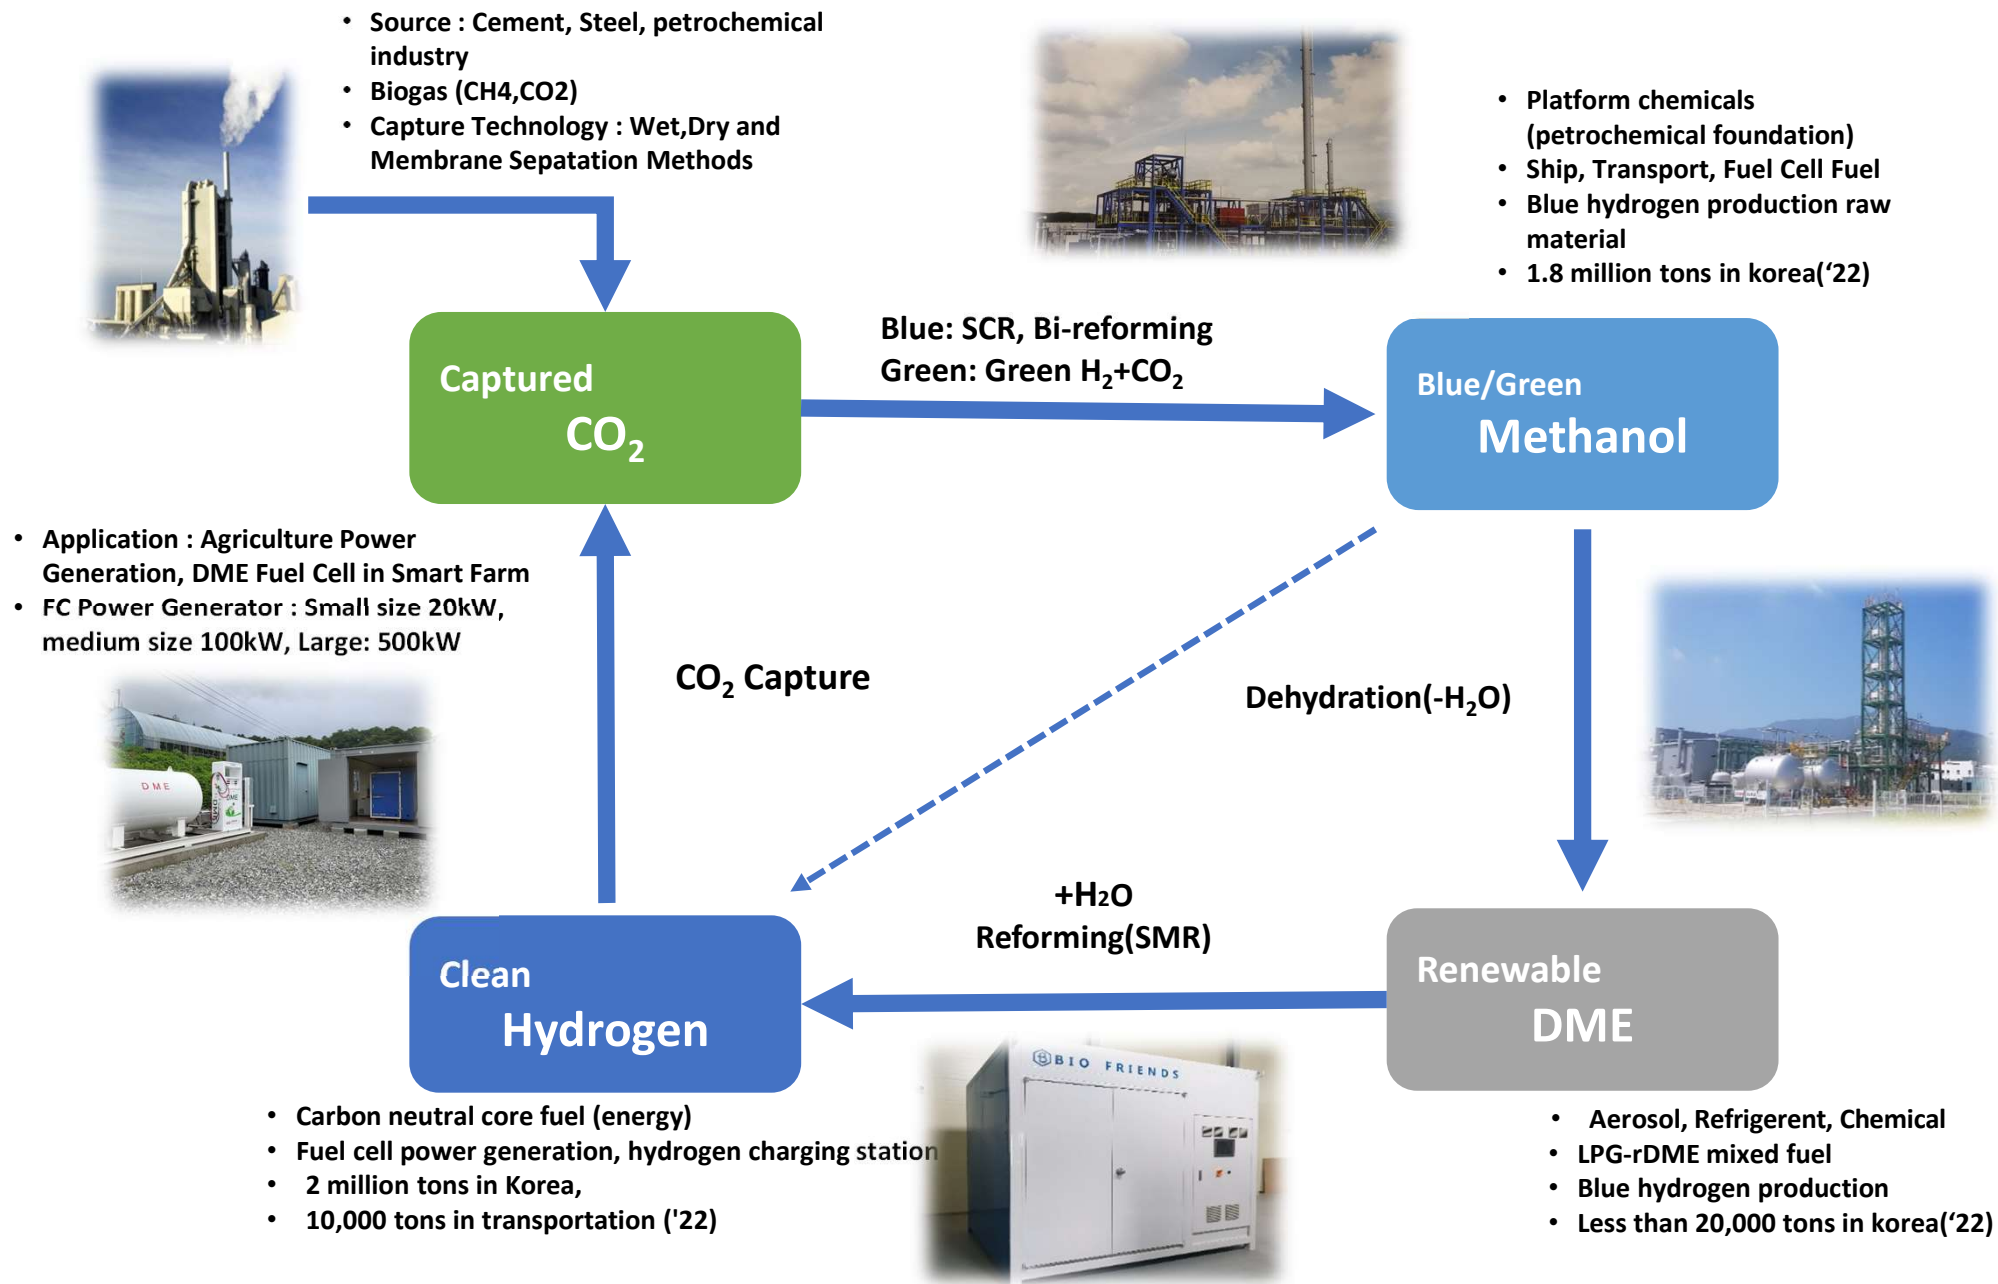 • Source : Cement, Steel, petrochemical
industry
• Biogas (CH4,CO2)
• Capture Technology : Wet,Dry and
Membrane Sepatation Methods
• Platform chemicals
(petrochemical foundation)
• Ship, Transport, Fuel Cell Fuel
• Blue hydrogen production raw
material
• 1.8 million tons in korea(‘22)
Captured
CO₂
Blue: SCR, Bi-reforming
Green: Green H₂+CO₂
Blue/Green
Methanol
• Application : Agriculture Power
Generation, DME Fuel Cell in Smart Farm
• FC Power Generator : Small size 20kW,
medium size 100kW, Large: 500kW
CO₂ Capture
Dehydration(-H₂O)
DME
DME
+H₂O
Reforming(SMR)
Clean
Hydrogen
Renewable
DME
BIO FRIENDS
• Carbon neutral core fuel (energy)
• Fuel cell power generation, hydrogen charging station
• 2 million tons in Korea,
• 10,000 tons in transportation ('22)
• Aerosol, Refrigerent, Chemical
• LPG-rDME mixed fuel
• Blue hydrogen production
• Less than 20,000 tons in korea(‘22)